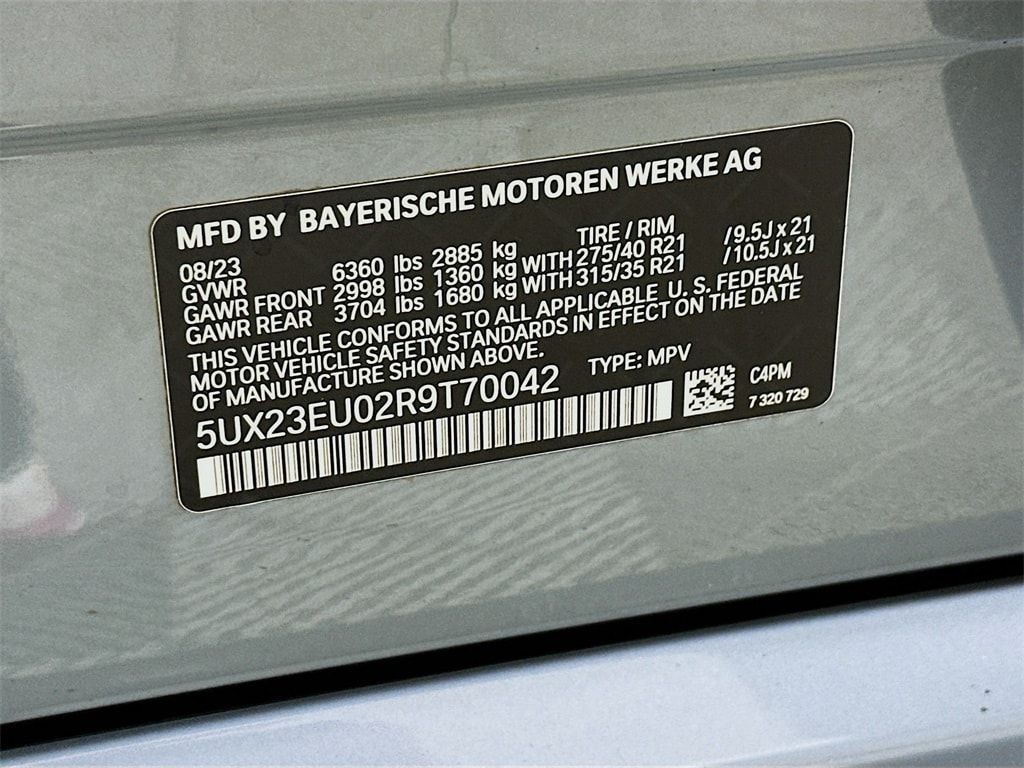 MFD BY BAYERISCHE MOTOREN WERKE AG
08/23 TIRE / RIM
GVWR 6360 lbs 2885 kg
GAWR FRONT 2998 lbs 1360 kg WITH 275/40 R21 /9.5J x 21
GAWR REAR 3704 lbs 1680 kg WITH 315/35 R21 /10.5J x 21
THIS VEHICLE CONFORMS TO ALL APPLICABLE U. S. FEDERAL
MOTOR VEHICLE SAFETY STANDARDS IN EFFECT ON THE DATE
OF MANUFACTURE SHOWN ABOVE.
TYPE: MPV
5UX23EU02R9T70042
C4PM
7 320 729